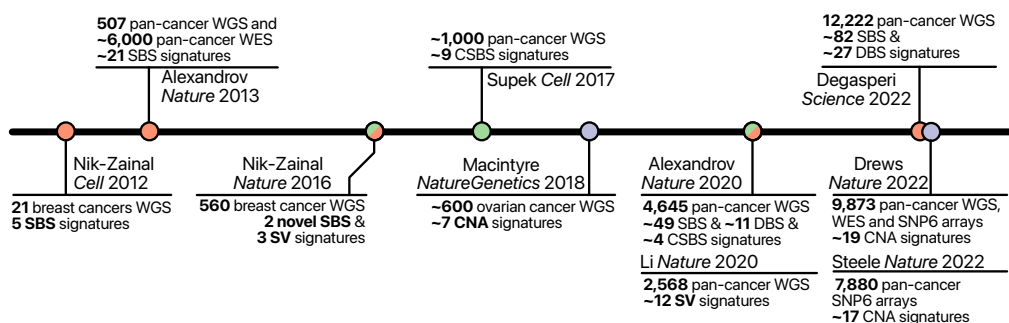 507 pan-cancer WGS and
~6,000 pan-cancer WES
~21 SBS signatures
Alexandrov
Nature 2013
~1,000 pan-cancer WGS
~9 CSBS signatures
Supek Cell 2017
12,222 pan-cancer WGS
~82 SBS &
~27 DBS signatures
Degasperi
Science 2022
Nik-Zainal
Cell 2012
21 breast cancers WGS
5 SBS signatures
Nik-Zainal
Nature 2016
560 breast cancer WGS
2 novel SBS &
3 SV signatures
Macintyre
NatureGenetics 2018
~600 ovarian cancer WGS
~7 CNA signatures
Alexandrov
Nature 2020
4,645 pan-cancer WGS
~49 SBS & ~11 DBS &
~4 CSBS signatures
Li Nature 2020
2,568 pan-cancer WGS
~12 SV signatures
Drews
Nature 2022
9,873 pan-cancer WGS,
WES and SNP6 arrays
~19 CNA signatures
Steele Nature 2022
7,880 pan-cancer
SNP6 arrays
~17 CNA signatures